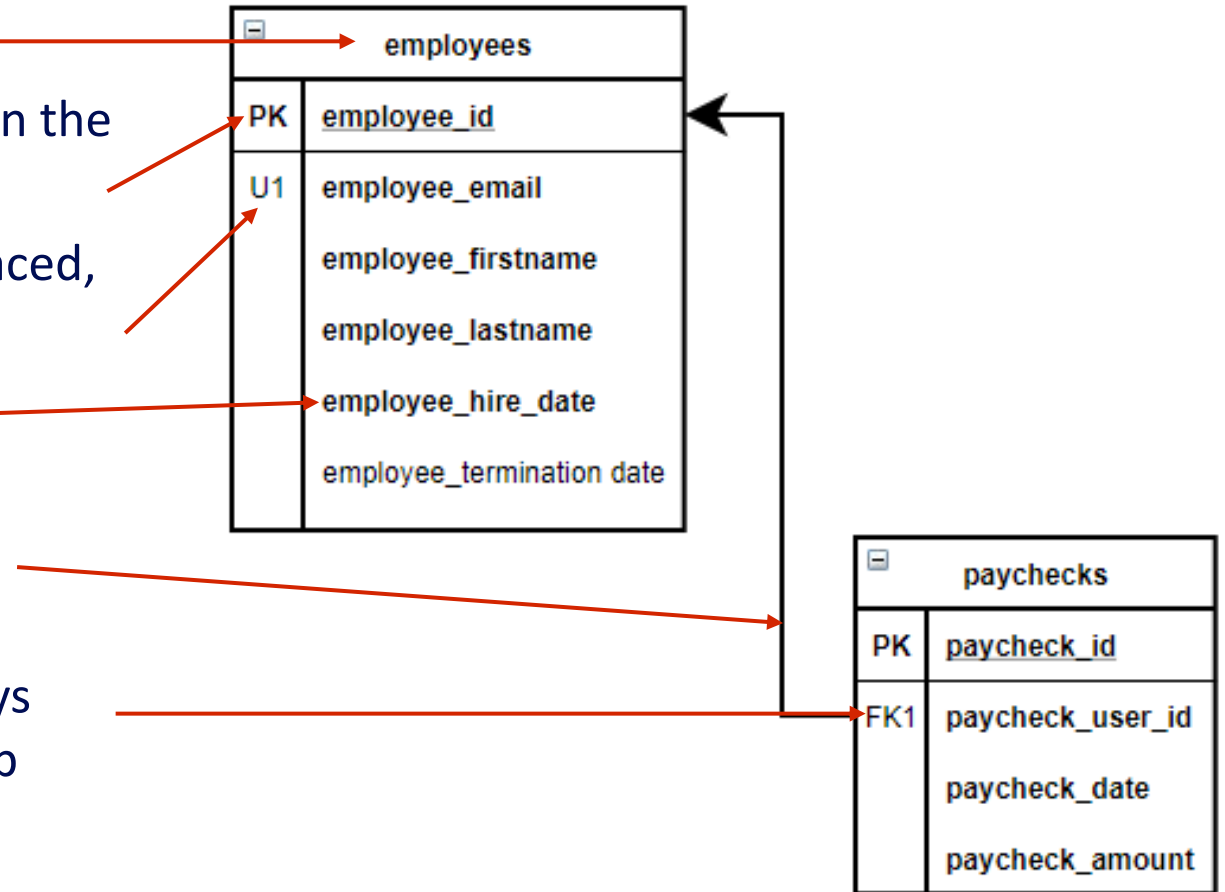 n the
nced,
ys
p
employees
PK employee_id
U1 employee_email
employee_firstname
employee_lastname
employee_hire_date
employee_termination date
paychecks
PK paycheck_id
FK1 paycheck_user_id
paycheck_date
paycheck_amount